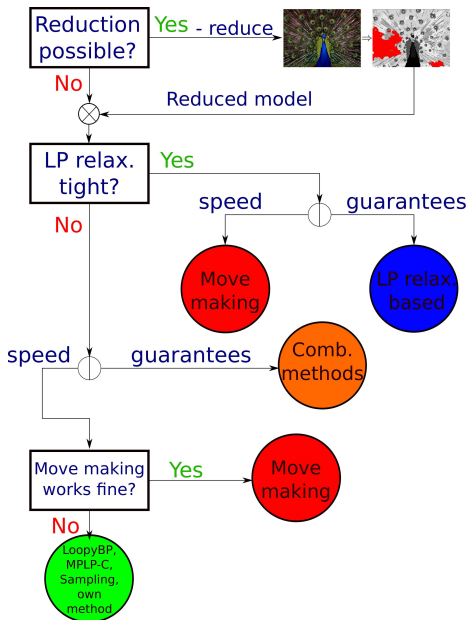 Reduction
possible?
Yes - reduce
No
Reduced model
LP relax.
tight?
Yes
No
speed
guarantees
Move
making
LP relax.
based
speed
guarantees
Comb.
methods
Move making
works fine?
Yes
Move
making
No
LoopyBP,
MPLP-C,
Sampling,
own
method